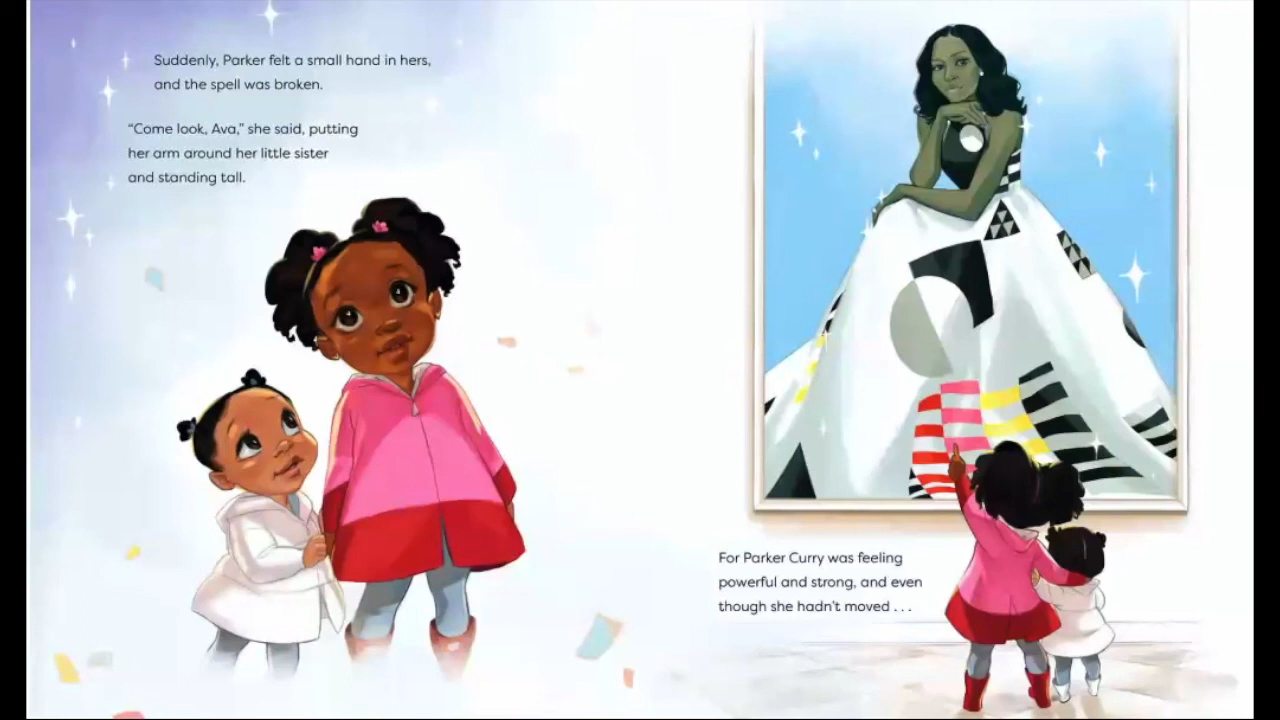 Suddenly, Parker felt a small hand in hers,
and the spell was broken.
“Come look, Ava,” she said, putting
her arm around her little sister
and standing tall.
For Parker Curry was feeling
powerful and strong, and even
though she hadn’t moved . . .